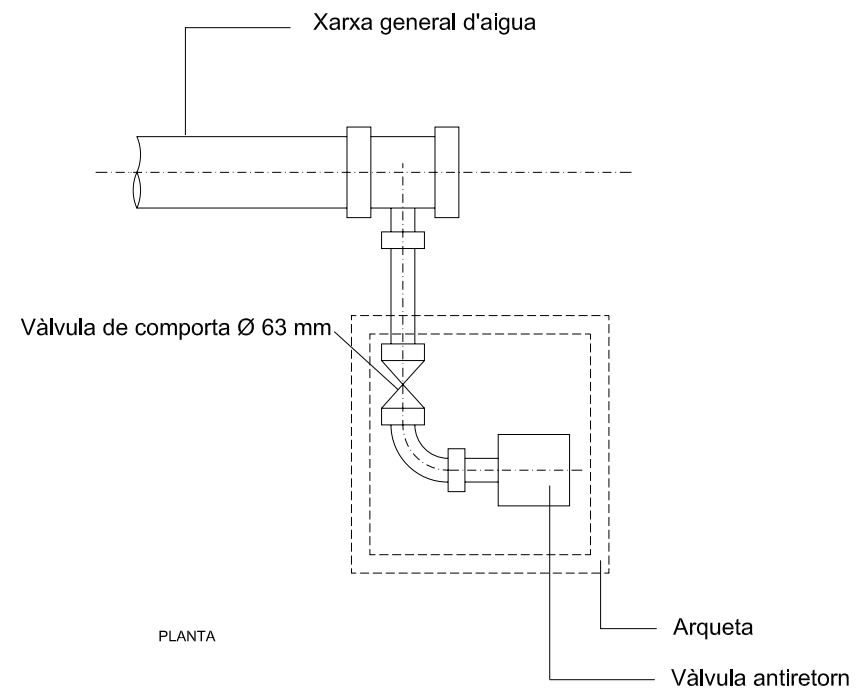 Xarxa general d'aigua
Vàlvula de comporta Ø 63 mm
PLANTA
Arqueta
Vàlvula antiretorn